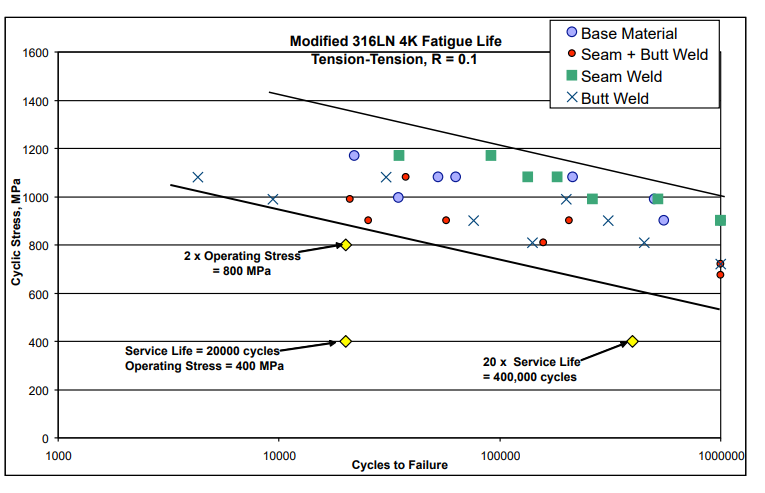 Modified 316LN 4K Fatigue Life
Tension-Tension, R = 0.1
Base Material
Seam + Butt Weld
Seam Weld
Butt Weld
Cyclic Stress, MPa
1600
1400
1200
1000
800
600
400
200
0
2 x Operating Stress
= 800 MPa
Service Life = 20000 cycles
Operating Stress = 400 MPa
20 x  Service Life
= 400,000 cycles
1000
10000
100000
1000000
Cycles to Failure